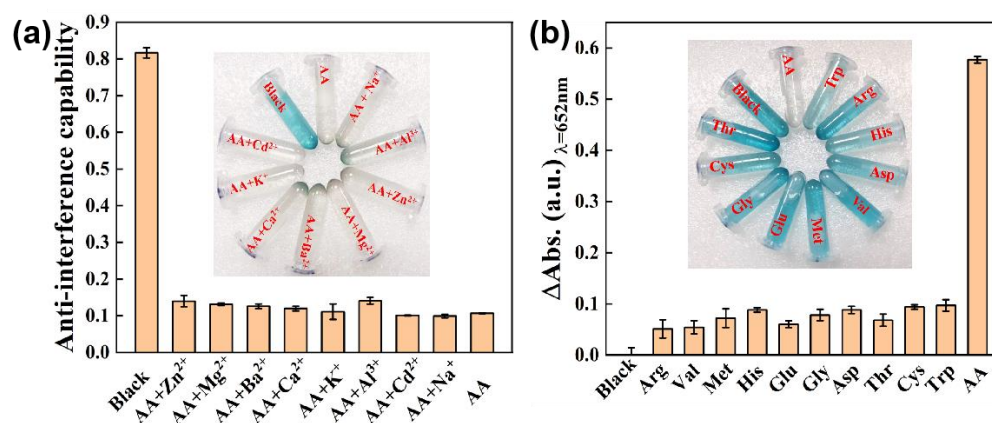 (a)
Anti-interference capability
0.9
0.8
0.7
0.6
0.5
0.4
0.3
0.2
0.1
0.0
AA
AA + Na⁺
AA+Al³⁺
AA+Zn²⁺
AA+Mg²⁺
AA+Ba²⁺
AA+Ca²⁺
AA+K⁺
AA+Cd²⁺
Black
Black
AA+Zn²⁺
AA+Mg²⁺
AA+Ba²⁺
AA+Ca²⁺
AA+K⁺
AA+Al³⁺
AA+Cd²⁺
AA+Na⁺
AA
(b)
ΔAbs. (a.u.) λ=652nm
0.6
0.5
0.4
0.3
0.2
0.1
0.0
AA
Trp
Arg
His
Asp
Val
Met
Glu
Gly
Cys
Thr
Black
Black
Arg
Val
Met
His
Glu
Gly
Asp
Thr
Cys
Trp
AA